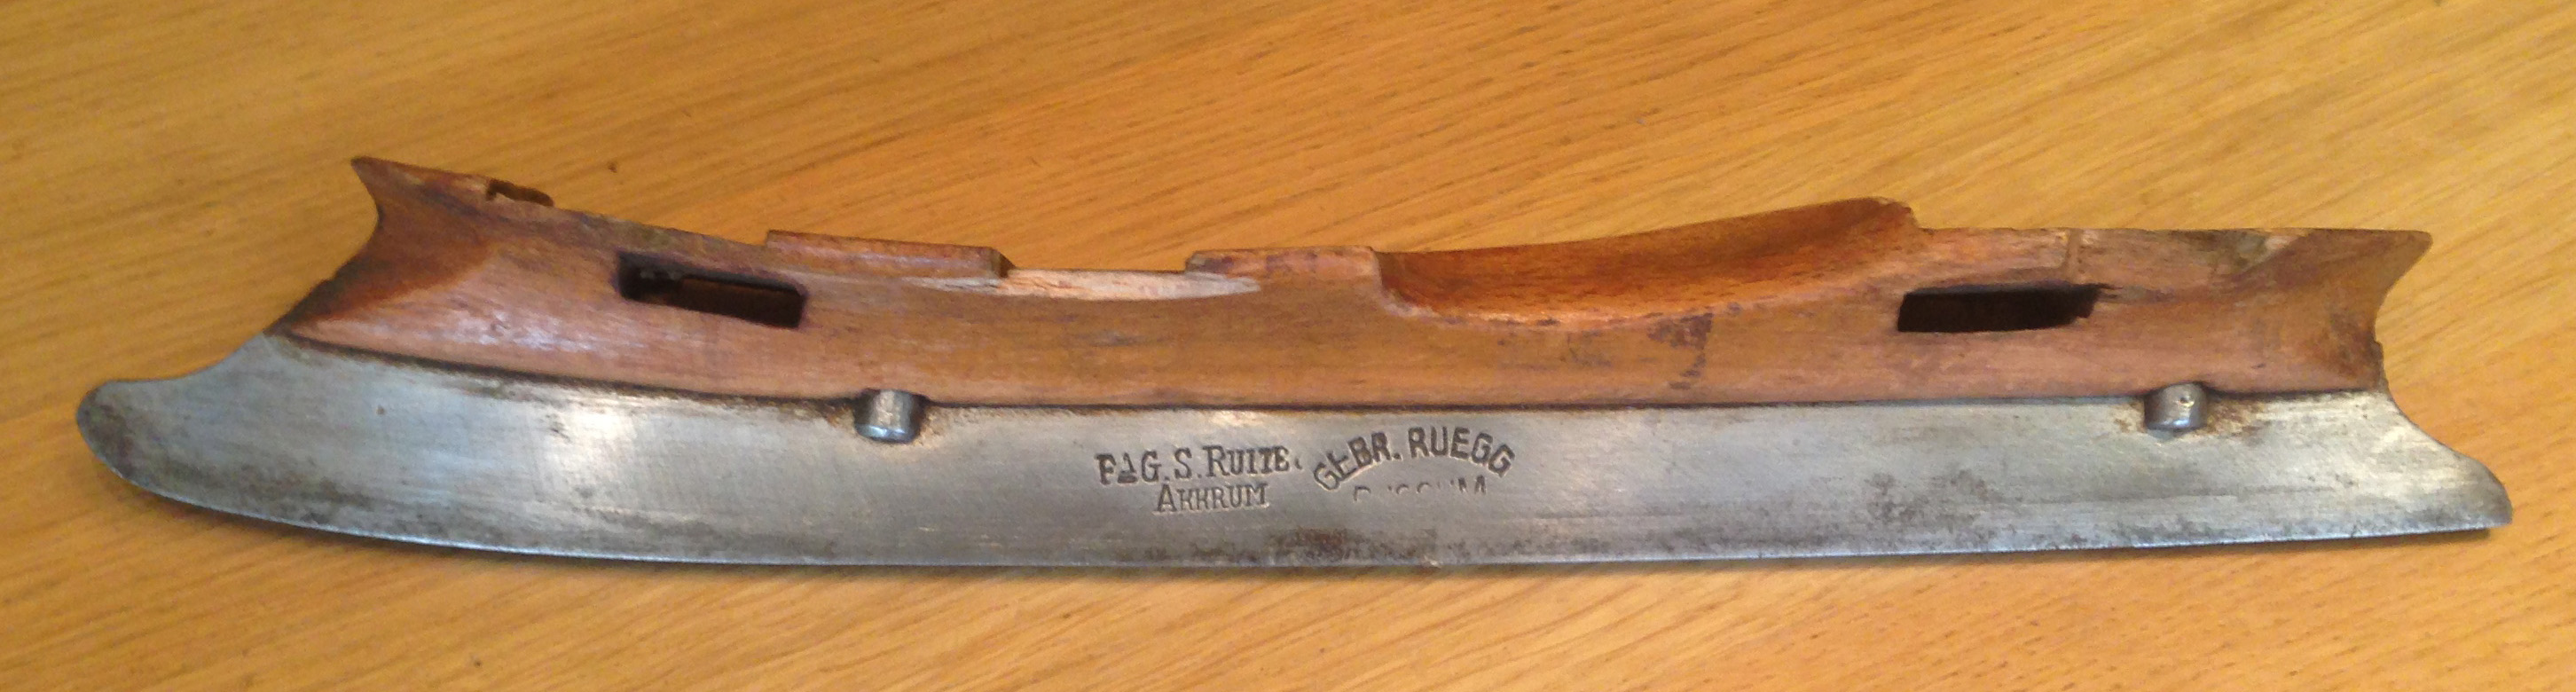 F&G.S. RUITE
AKKRUM
GEBR. RUEGG